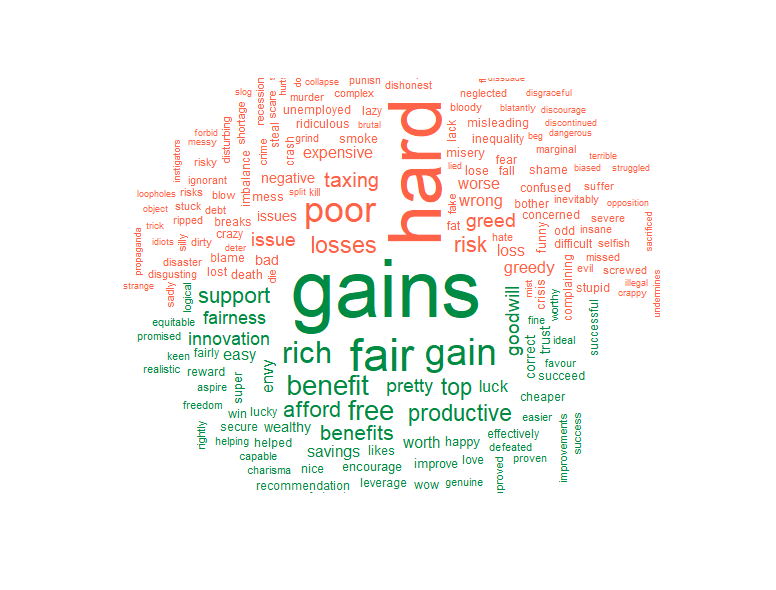 dissuade
slog
recession
scare
hurt
do
collapse
punish
dishonest
neglected
disgraceful
murder
complex
bloody
blatantly
discourage
shortage
unemployed
lazy
hard
lack
misleading
discontinued
forbid
messy
disturbing
steal
ridiculous
brutal
inequality
beg
dangerous
grind
smoke
instigators
crime
crash
expensive
misery
fear
marginal
terrible
risky
imbalance
lied
lose
fall
shame
biased
struggled
ignorant
negative
taxing
worse
confused
suffer
loopholes
risks
blow
mess
split
kill
fake
wrong
bother
inevitably
opposition
object
stuck
debt
poor
greed
concerned
severe
sacrificed
trick
ripped
breaks
issues
fat
funny
odd
insane
propaganda
idiots
silly
dirty
crazy
issue
losses
risk
hate
loss
difficult
selfish
deter
missed
disaster
blame
bad
greedy
evil
screwed
disgusting
lost
death
die
complaining
illegal
strange
sadly
mist
crisis
stupid
crappy
undermines
logical
support
gains
goodwill
worthy
successful
equitable
fairness
fine
promised
innovation
correct
trust
ideal
keen
fairly
easy
rich
fair
gain
favour
realistic
reward
envy
succeed
aspire
super
benefit
pretty
top
luck
cheaper
freedom
win
lucky
afford
free
productive
easier
rightly
secure
wealthy
benefits
effectively
improvements
success
helping
helped
savings
likes
worth
happy
defeated
capable
charisma
nice
encourage
improve
love
proven
recommendation
leverage
wow
genuine